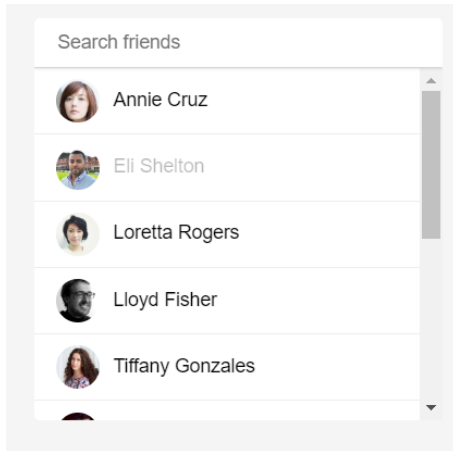 Search friends
Annie Cruz
Eli Shelton
Loretta Rogers
Lloyd Fisher
Tiffany Gonzales